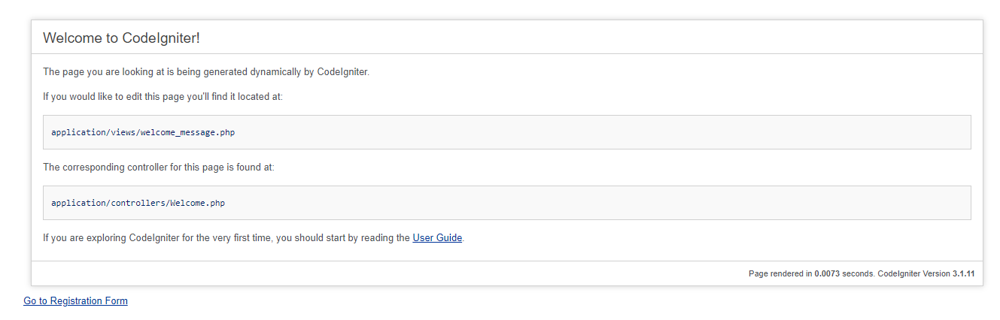 Welcome to CodeIgniter!
The page you are looking at is being generated dynamically by CodeIgniter.
If you would like to edit this page you'll find it located at:
application/views/welcome_message.php
The corresponding controller for this page is found at:
application/controllers/Welcome.php
If you are exploring CodeIgniter for the very first time, you should start by reading the User Guide.
Page rendered in 0.0073 seconds. CodeIgniter Version 3.1.11
Go to Registration Form